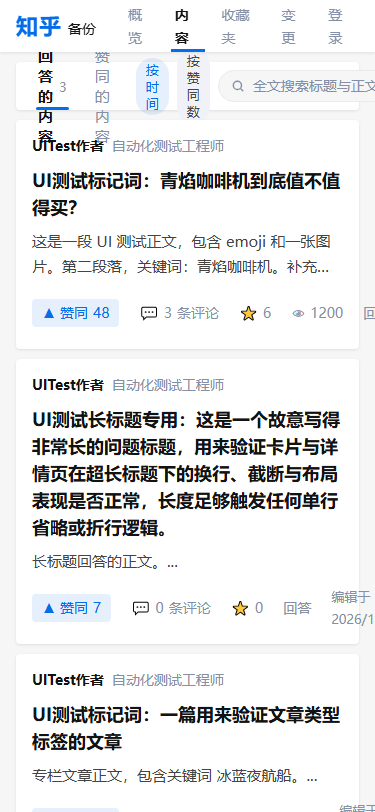 知乎 备份
概览
内容
收藏夹
变更
登录
回答的内容 3
赞同的内容
按时间
按赞同数
全文搜索标题与正文
UITest作者 自动化测试工程师
UI测试标记词：青焰咖啡机到底值不值
得买？
这是一段 UI 测试正文，包含 emoji 和一张图
片。第二段落，关键词：青焰咖啡机。补充...
▲ 赞同 48 3 条评论 6 1200 回
UITest作者 自动化测试工程师
UI测试长标题专用：这是一个故意写得
非常长的问题标题，用来验证卡片与详
情页在超长标题下的换行、截断与布局
表现是否正常，长度足够触发任何单行
省略或折行逻辑。
长标题回答的正文。...
▲ 赞同 7 0 条评论 0 回答 编辑于
2026/1
UITest作者 自动化测试工程师
UI测试标记词：一篇用来验证文章类型
标签的文章
专栏文章正文，包含关键词 冰蓝夜航船。...
编辑于